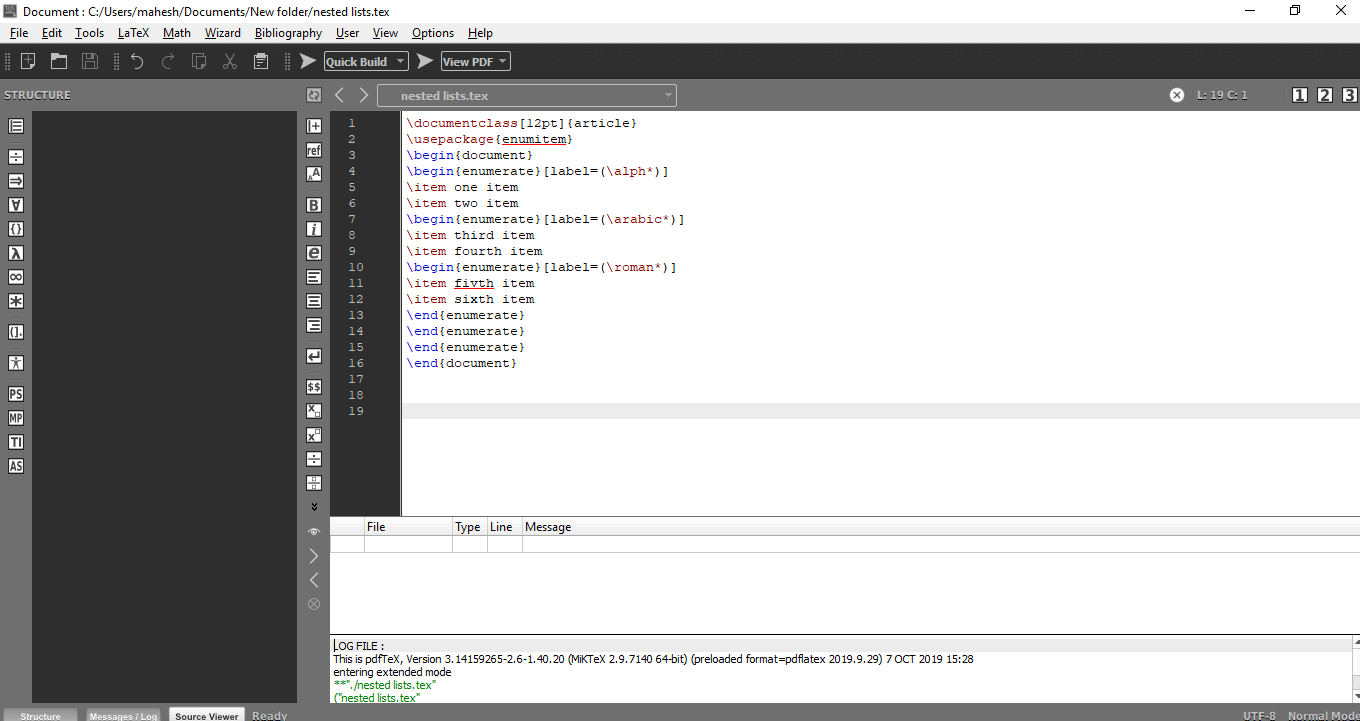 Document : C:/Users/mahesh/Documents/New folder/nested lists.tex
File Edit Tools LaTeX Math Wizard Bibliography User View Options Help
Quick Build View PDF
STRUCTURE
nested lists.tex
L: 19 C: 1
1 2 3
1 \documentclass[12pt]{article}
2 \usepackage{enumitem}
3 \begin{document}
4 \begin{enumerate}[label=(\alph*)]
5 \item one item
6 \item two item
7 \begin{enumerate}[label=(\arabic*)]
8 \item third item
9 \item fourth item
10 \begin{enumerate}[label=(\roman*)]
11 \item fivth item
12 \item sixth item
13 \end{enumerate}
14 \end{enumerate}
15 \end{enumerate}
16 \end{document}
17
18
19
ref
PS
MP
TI
AS
$$
File Type Line Message
LOG FILE :
This is pdfTeX, Version 3.14159265-2.6-1.40.20 (MiKTeX 2.9.7140 64-bit) (preloaded format=pdflatex 2019.9.29) 7 OCT 2019 15:28
entering extended mode
**"./nested lists.tex"
("nested lists.tex"
Structure Messages / Log Source Viewer Ready
UTF-8 Normal Mode